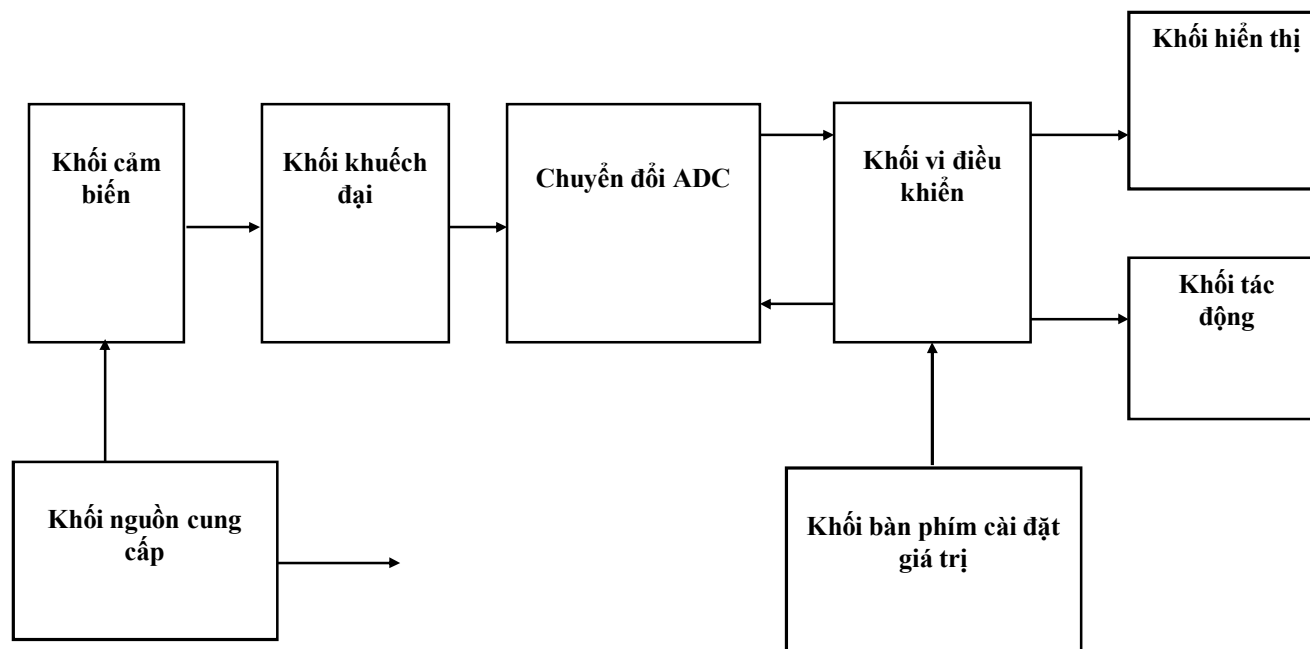 Khối hiển thị
Khối cảm
biến
Khối khuếch
đại
Chuyển đổi ADC
Khối vi điều
khiển
Khối tác
động
Khối nguồn cung
cấp
Khối bàn phím cài đặt
giá trị